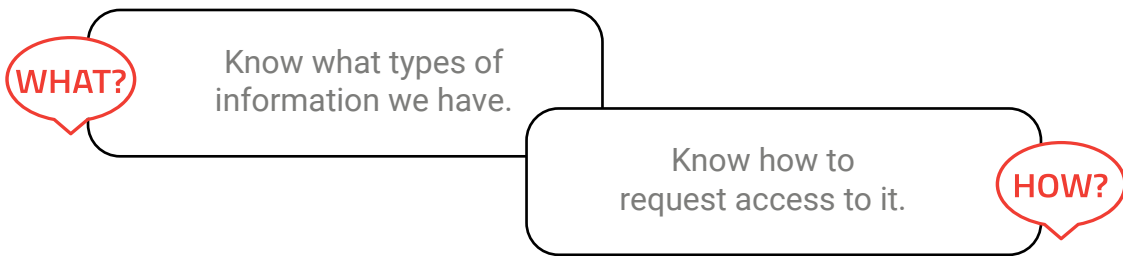 WHAT?
Know what types of
information we have.
Know how to
request access to it.
HOW?